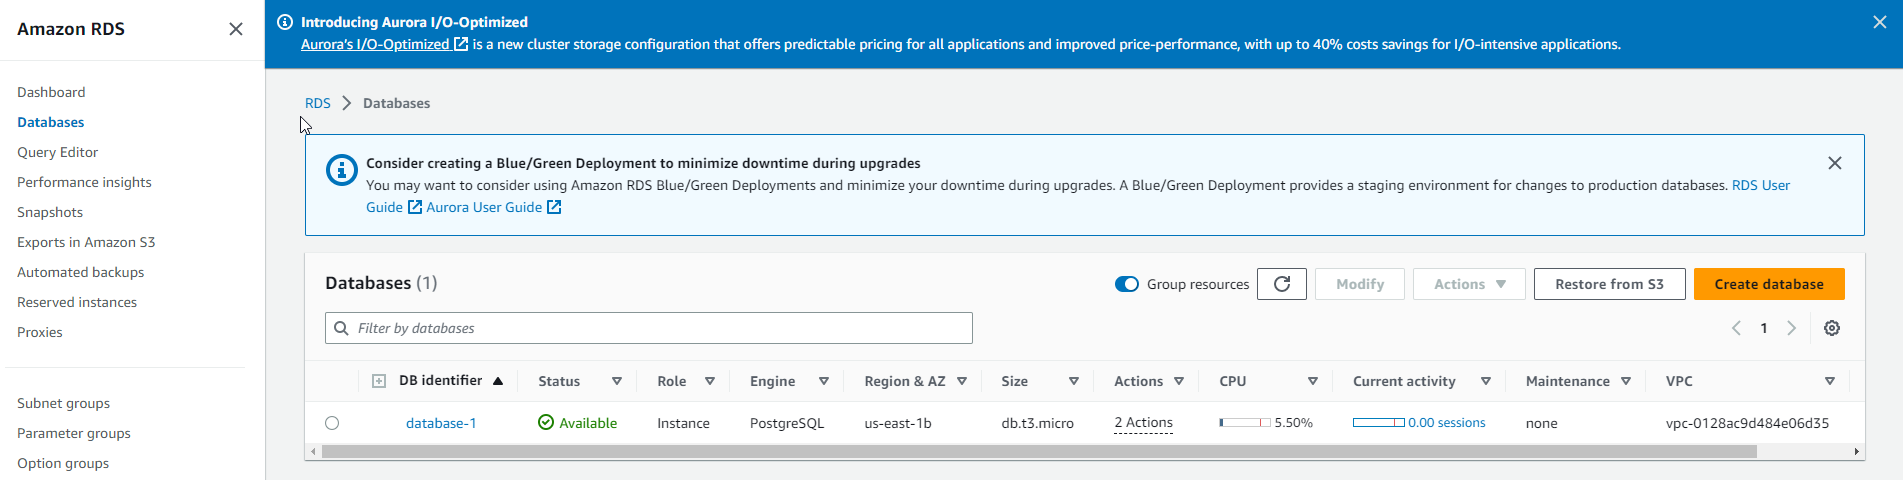 Amazon RDS
Dashboard
Databases
Query Editor
Performance insights
Snapshots
Exports in Amazon S3
Automated backups
Reserved instances
Proxies
Subnet groups
Parameter groups
Option groups
Introducing Aurora I/O-Optimized
Aurora's I/O-Optimized is a new cluster storage configuration that offers predictable pricing for all applications and improved price-performance, with up to 40% costs savings for I/O-intensive applications.
RDS > Databases
Consider creating a Blue/Green Deployment to minimize downtime during upgrades
You may want to consider using Amazon RDS Blue/Green Deployments and minimize your downtime during upgrades. A Blue/Green Deployment provides a staging environment for changes to production databases. RDS User
Guide Aurora User Guide
Databases (1)
Group resources Modify Actions Restore from S3 Create database
Filter by databases
1
DB identifier Status Role Engine Region & AZ Size Actions CPU Current activity Maintenance VPC
database-1 Available Instance PostgreSQL us-east-1b db.t3.micro 2 Actions 5.50% 0.00 sessions none vpc-0128ac9d484e06d35